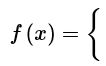 f(x) = {